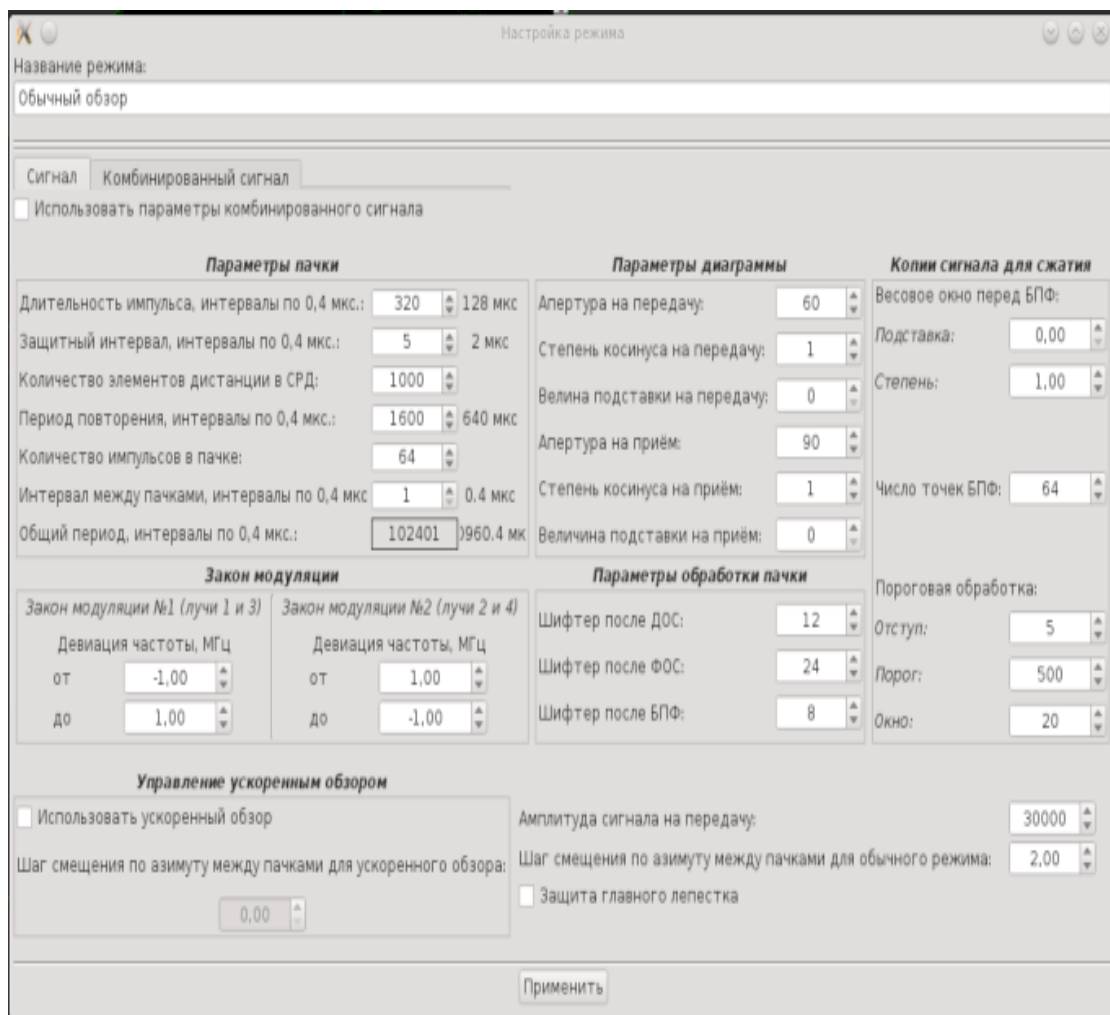 Настройка режима
Название режима:
Обычный обзор
Сигнал
Комбинированный сигнал
Использовать параметры комбинированного сигнала
Параметры пачки
Длительность импульса, интервалы по 0,4 мкс.: 320 128 мкс
Защитный интервал, интервалы по 0,4 мкс.: 5 2 мкс
Количество элементов дистанции в СРД: 1000
Период повторения, интервалы по 0,4 мкс.: 1600 640 мкс
Количество импульсов в пачке: 64
Интервал между пачками, интервалы по 0,4 мкс 1 0.4 мкс
Общий период, интервалы по 0,4 мкс.: 102401 0960.4 мк
Параметры диаграммы
Апертура на передачу: 60
Степень косинуса на передачу: 1
Велина подставки на передачу: 0
Апертура на приём: 90
Степень косинуса на приём: 1
Величина подставки на приём: 0
Копии сигнала для сжатия
Весовое окно перед БПФ:
Подставка: 0,00
Степень: 1,00
Число точек БПФ: 64
Пороговая обработка:
Отступ: 5
Порог: 500
Окно: 20
Закон модуляции
Закон модуляции №1 (лучи 1 и 3)
Девиация частоты, МГц
от -1,00
до 1,00
Закон модуляции №2 (лучи 2 и 4)
Девиация частоты, МГц
от 1,00
до -1,00
Параметры обработки пачки
Шифтер после ДОС: 12
Шифтер после ФОС: 24
Шифтер после БПФ: 8
Управление ускоренным обзором
Использовать ускоренный обзор
Шаг смещения по азимуту между пачками для ускоренного обзора:
0,00
Амплитуда сигнала на передачу: 30000
Шаг смещения по азимуту между пачками для обычного режима: 2,00
Защита главного лепестка
Применить